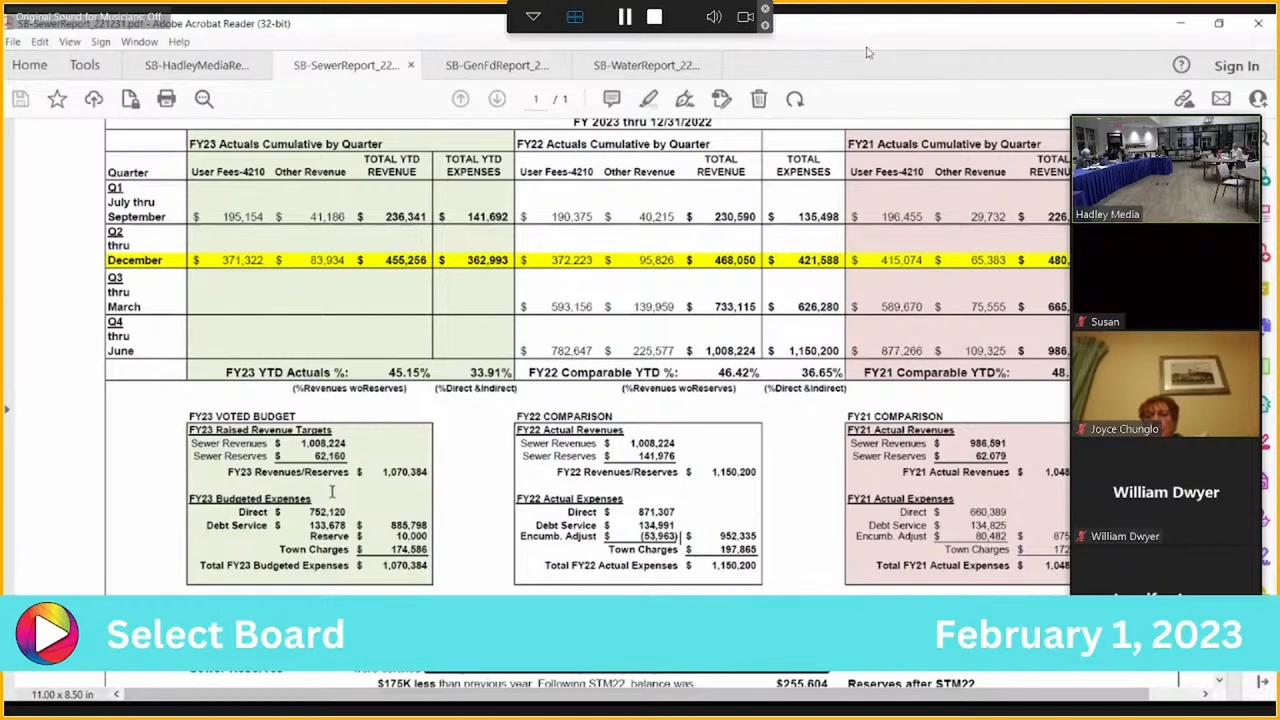 Original Sound for Musicians: Off
SB-SewerReport_221231.pdf - Adobe Acrobat Reader (32-bit)
File Edit View Sign Window Help
Home Tools SB-HadleyMediaRe... SB-SewerReport_22... × SB-GenFdReport_2... SB-WaterReport_22... Sign In
1 / 1
FY 2023 thru 12/31/2022
FY23 Actuals Cumulative by Quarter FY22 Actuals Cumulative by Quarter FY21 Actuals Cumulative by Quarter
Quarter User Fees-4210 Other Revenue TOTAL YTD REVENUE TOTAL YTD EXPENSES User Fees-4210 Other Revenue TOTAL REVENUE TOTAL EXPENSES User Fees-4210 Other Revenue
Q1
July thru
September $ 195,154 $ 41,186 $ 236,341 $ 141,692 $ 190,375 $ 40,215 $ 230,590 $ 135,498 $ 196,455 $ 29,732 $ 226,
Q2
thru
December $ 371,322 $ 83,934 $ 455,256 $ 362,993 $ 372,223 $ 95,826 $ 468,050 $ 421,588 $ 415,074 $ 65,383 $ 480,
Q3
thru
March $ 593,156 $ 139,959 $ 733,115 $ 626,280 $ 589,670 $ 75,555 $ 665,
Q4
thru
June $ 782,647 $ 225,577 $ 1,008,224 $ 1,150,200 $ 877,266 $ 109,325 $ 986,
FY23 YTD Actuals %: 45.15% 33.91% FY22 Comparable YTD%: 46.42% 36.65% FY21 Comparable YTD%: 48.
(%Revenues woReserves) (%Direct &Indirect) (%Revenues woReserves) (%Direct &Indirect)
FY23 VOTED BUDGET FY22 COMPARISON FY21 COMPARISON
FY23 Raised Revenue Targets FY22 Actual Revenues FY21 Actual Revenues
Sewer Revenues $ 1,008,224 Sewer Revenues $ 1,008,224 Sewer Revenues $ 986,591
Sewer Reserves $ 62,160 Sewer Reserves $ 141,976 Sewer Reserves $ 62,079
FY23 Revenues/Reserves $ 1,070,384 FY22 Revenues/Reserves $ 1,150,200 FY21 Actual Revenues $ 1,048
FY23 Budgeted Expenses FY22 Actual Expenses FY21 Actual Expenses
Direct $ 752,120 Direct $ 871,307 Direct $ 660,389
Debt Service $ 133,678 $ 885,798 Debt Service $ 134,991 Debt Service $ 134,825
Reserve $ 10,000 Encumb. Adjust $ (53,963) $ 952,335 Encumb. Adjust $ 80,482 $ 875
Town Charges $ 174,586 Town Charges $ 197,865 Town Charges $ 172
Total FY23 Budgeted Expenses $ 1,070,384 Total FY22 Actual Expenses $ 1,150,200 Total FY21 Actual Expenses $ 1,048
Hadley Media
Susan
Joyce Chunglo
William Dwyer
William Dwyer
Select Board February 1, 2023
$175K less than previous year. Following STM22, balance was $255,604 Reserves after STM22
11.00 x 8.50 in